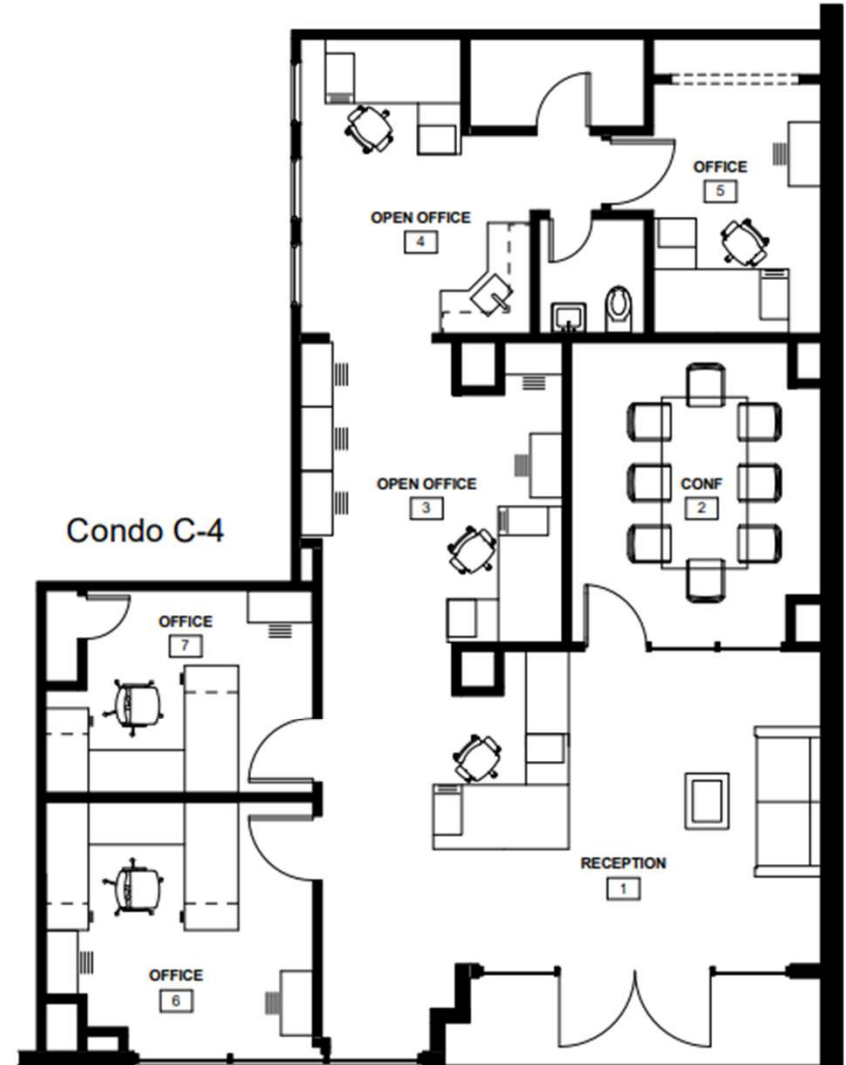 OFFICE
5
OPEN OFFICE
4
OPEN OFFICE
3
CONF
2
Condo C-4
OFFICE
7
RECEPTION
1
OFFICE
6